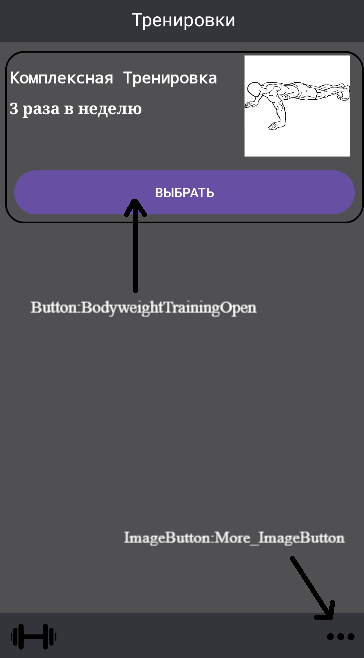 Тренировки
Комплексная Тренировка
3 раза в неделю
ВЫБРАТЬ
Button:BodyweightTrainingOpen
ImageButton:More_ImageButton